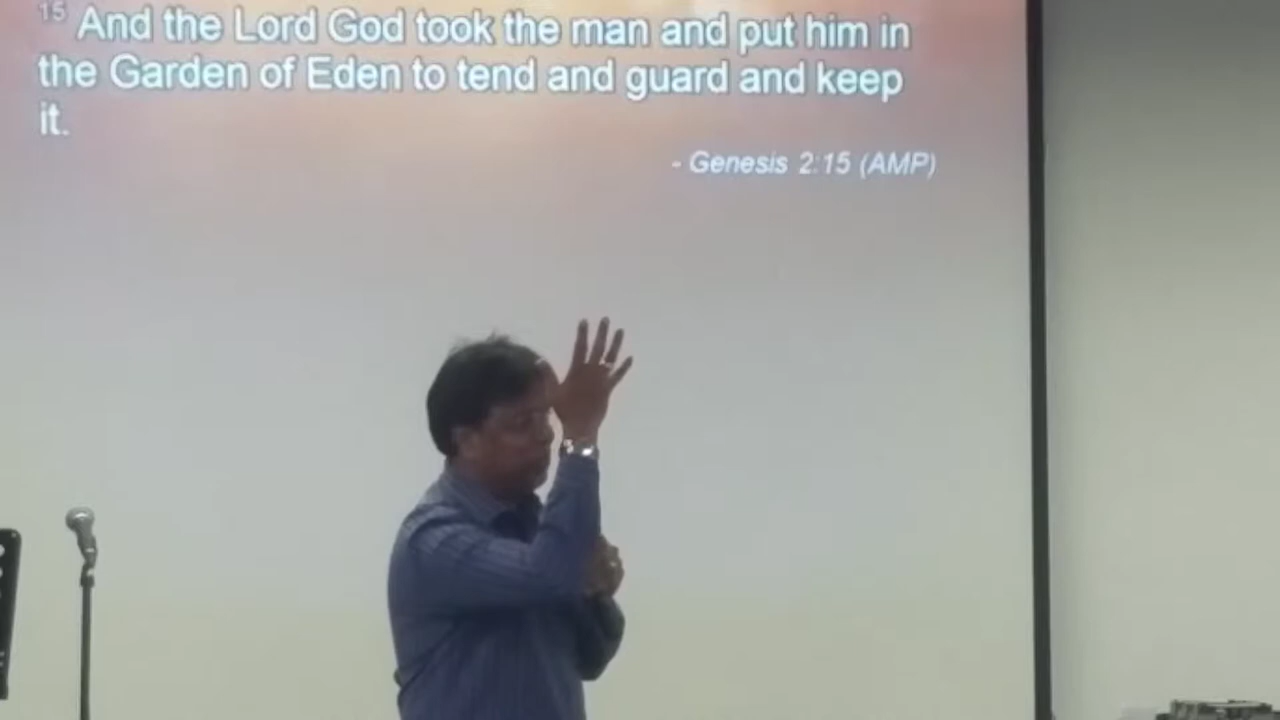 15 And the Lord God took the man and put him in
the Garden of Eden to tend and guard and keep
it.
- Genesis 2:15 (AMP)